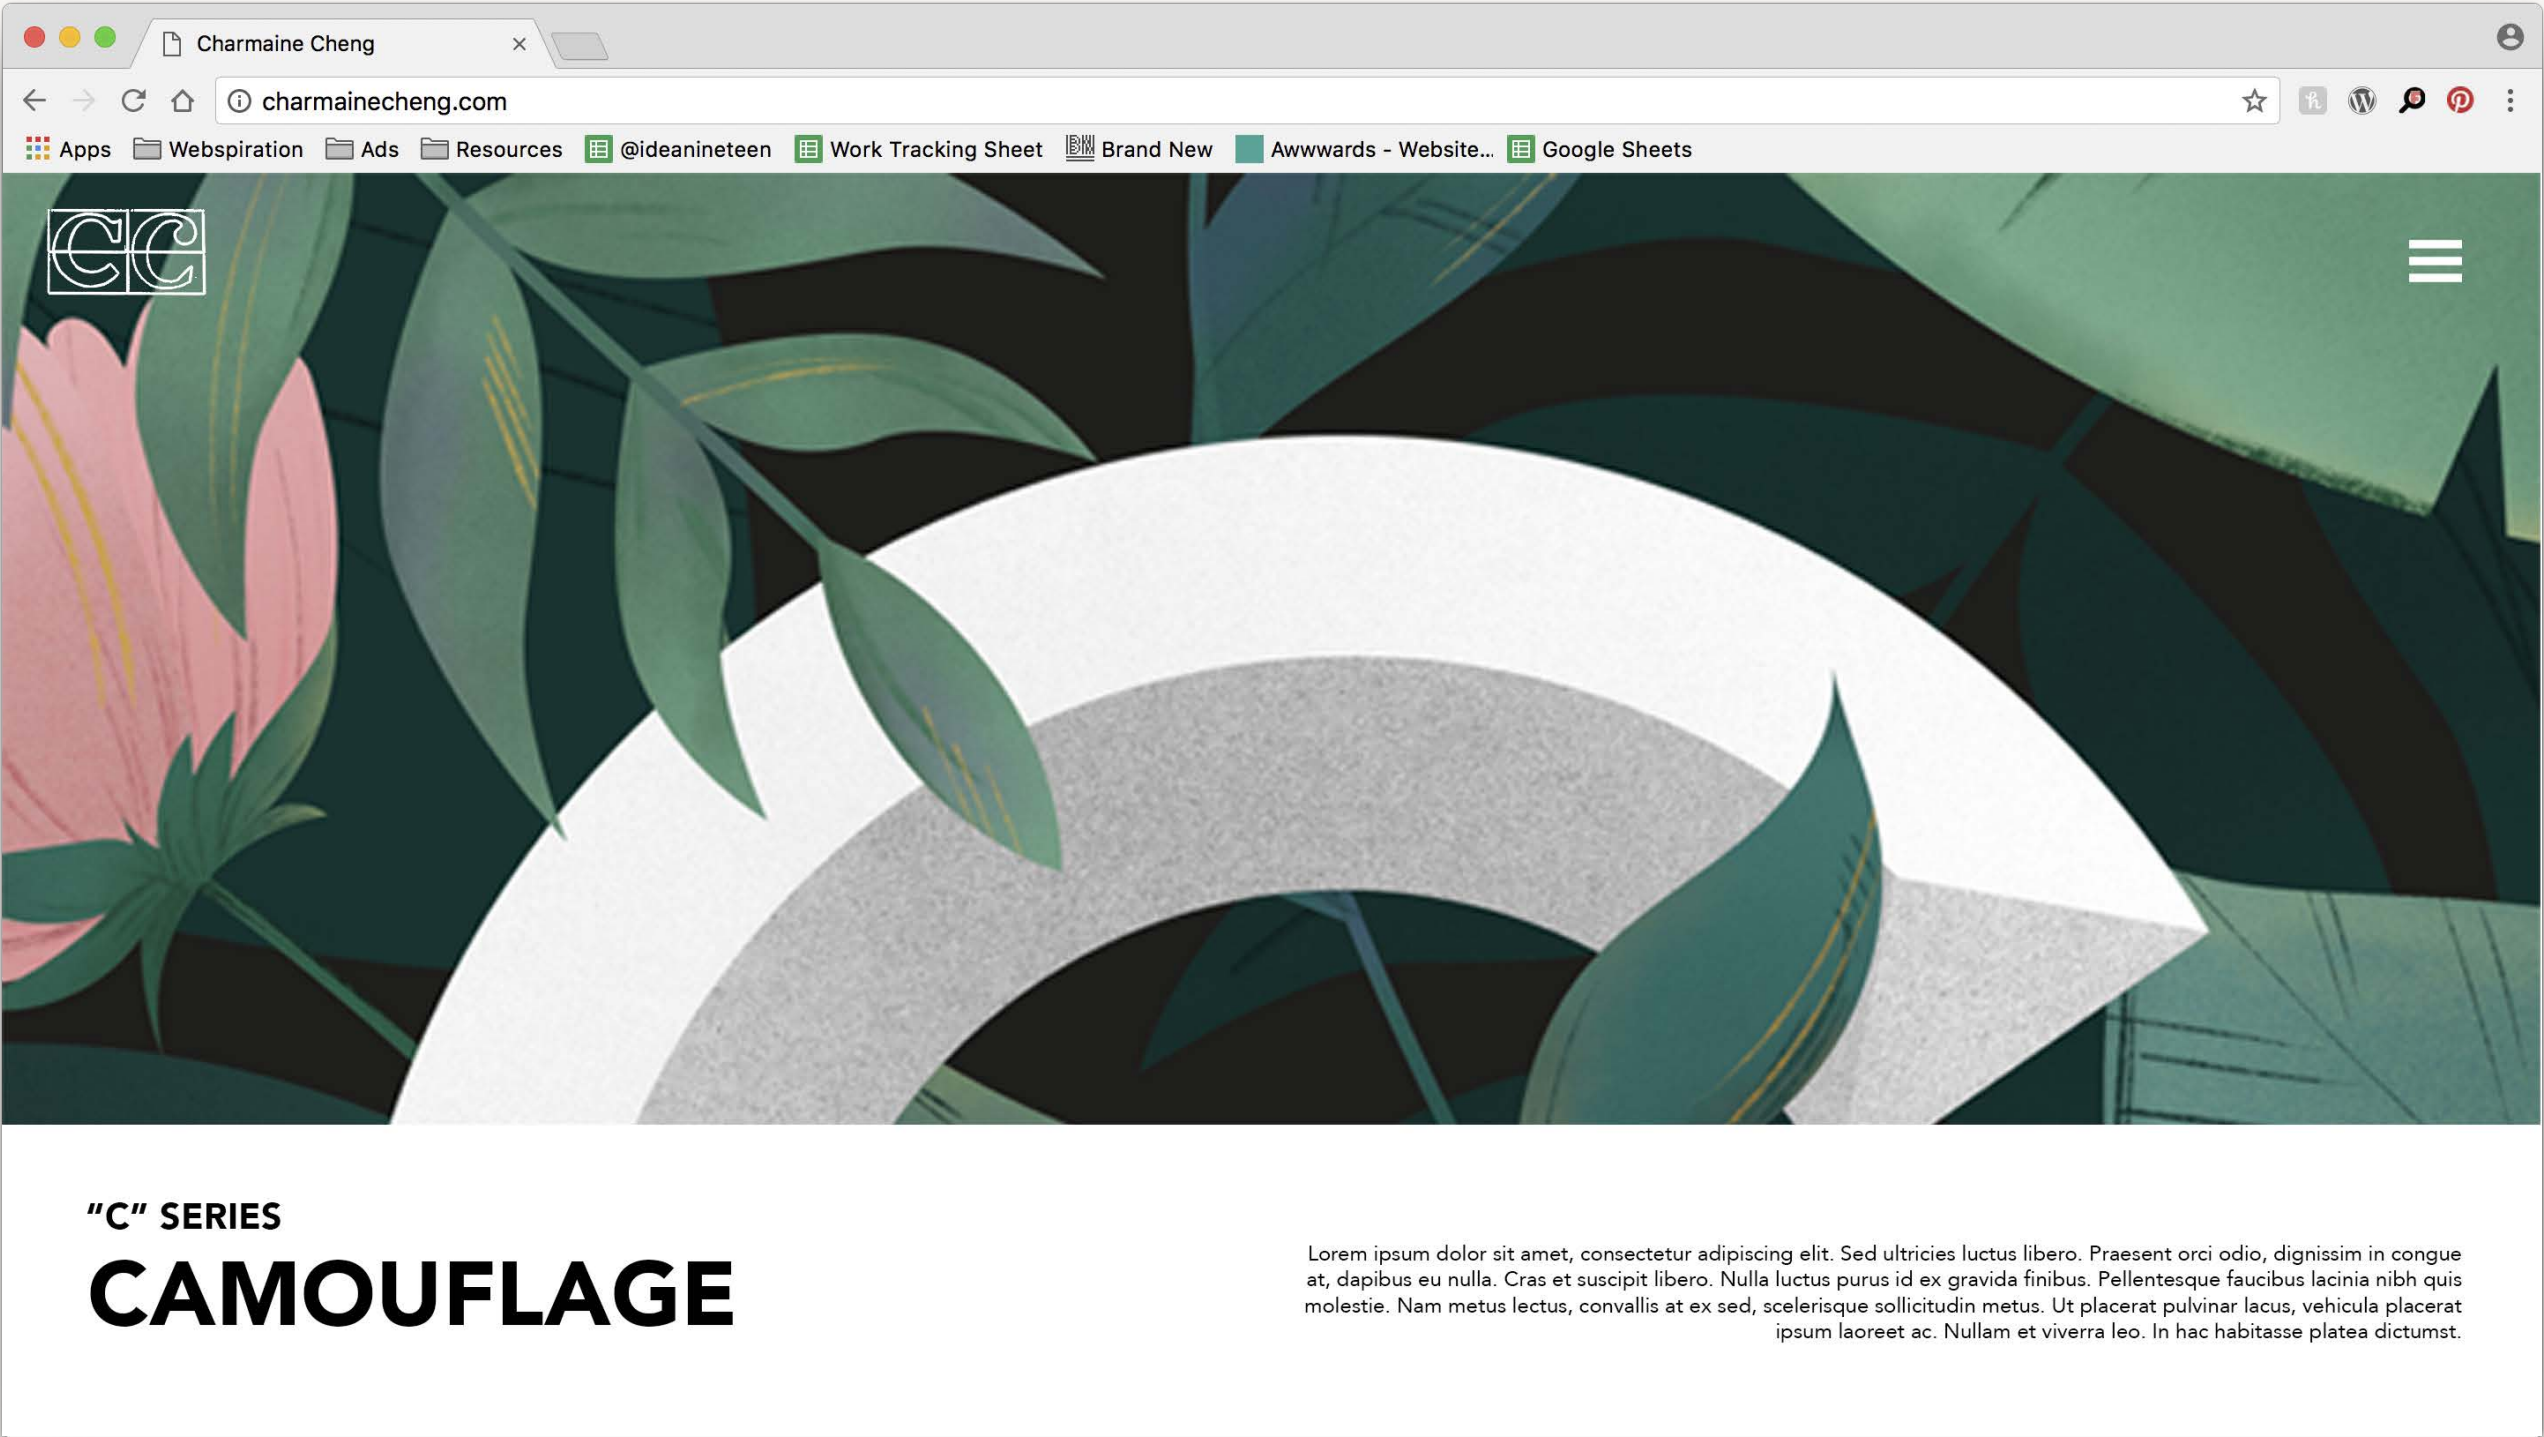 Charmaine Cheng
charmainecheng.com
Apps Webspiration Ads Resources @ideanineteen Work Tracking Sheet Brand New Awwwards - Website... Google Sheets
CC
"C" SERIES
CAMOUFLAGE
Lorem ipsum dolor sit amet, consectetur adipiscing elit. Sed ultricies luctus libero. Praesent orci odio, dignissim in congue
at, dapibus eu nulla. Cras et suscipit libero. Nulla luctus purus id ex gravida finibus. Pellentesque faucibus lacinia nibh quis
molestie. Nam metus lectus, convallis at ex sed, scelerisque sollicitudin metus. Ut placerat pulvinar lacus, vehicula placerat
ipsum laoreet ac. Nullam et viverra leo. In hac habitasse platea dictumst.